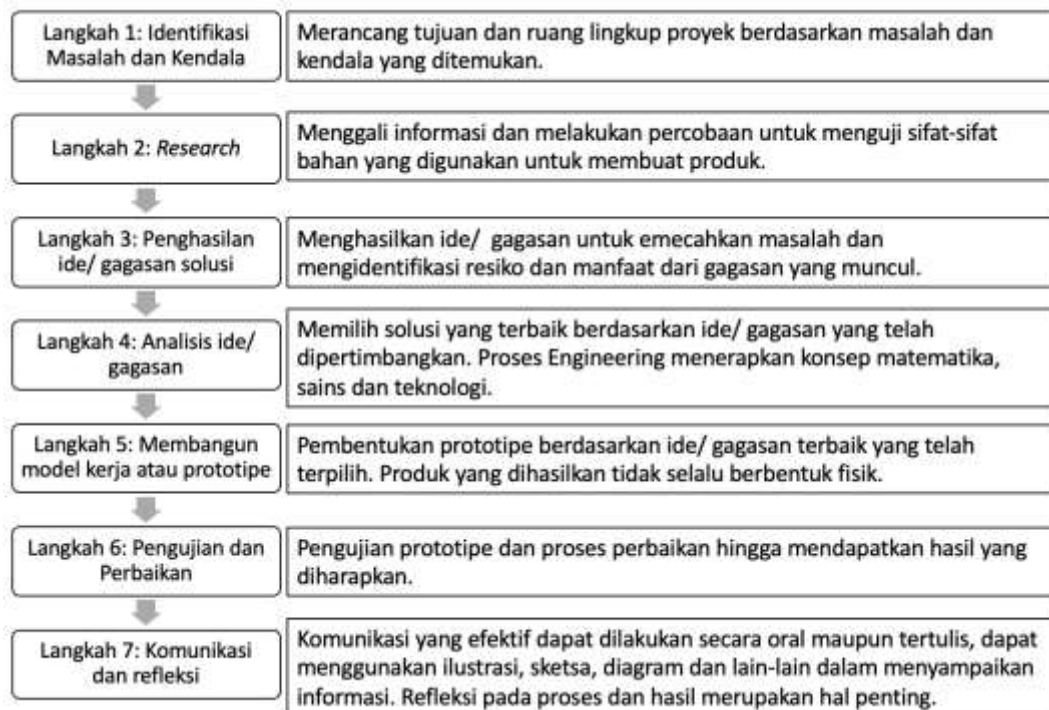 Langkah 1: Identifikasi
Masalah dan Kendala
Merancang tujuan dan ruang lingkup proyek berdasarkan masalah dan
kendala yang ditemukan.
Langkah 2: Research
Menggali informasi dan melakukan percobaan untuk menguji sifat-sifat
bahan yang digunakan untuk membuat produk.
Langkah 3: Penghasilan
ide/ gagasan solusi
Menghasilkan ide/ gagasan untuk emecahkan masalah dan
mengidentifikasi resiko dan manfaat dari gagasan yang muncul.
Langkah 4: Analisis ide/
gagasan
Memilih solusi yang terbaik berdasarkan ide/ gagasan yang telah
dipertimbangkan. Proses Engineering menerapkan konsep matematika,
sains dan teknologi.
Langkah 5: Membangun
model kerja atau prototipe
Pembentukan prototipe berdasarkan ide/ gagasan terbaik yang telah
terpilih. Produk yang dihasilkan tidak selalu berbentuk fisik.
Langkah 6: Pengujian dan
Perbaikan
Pengujian prototipe dan proses perbaikan hingga mendapatkan hasil yang
diharapkan.
Langkah 7: Komunikasi
dan refleksi
Komunikasi yang efektif dapat dilakukan secara oral maupun tertulis, dapat
menggunakan ilustrasi, sketsa, diagram dan lain-lain dalam menyampaikan
informasi. Refleksi pada proses dan hasil merupakan hal penting.